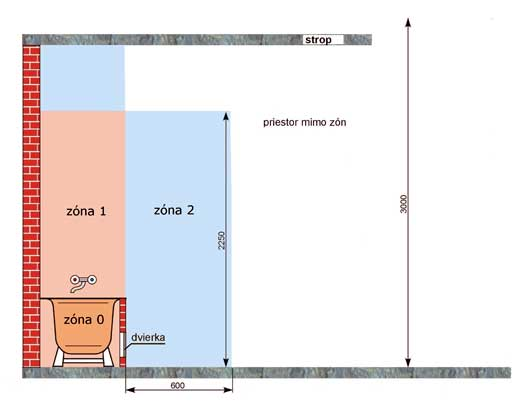 strop
priestor mimo zón
zóna 1
zóna 2
3000
2250
zóna 0
dvierka
600